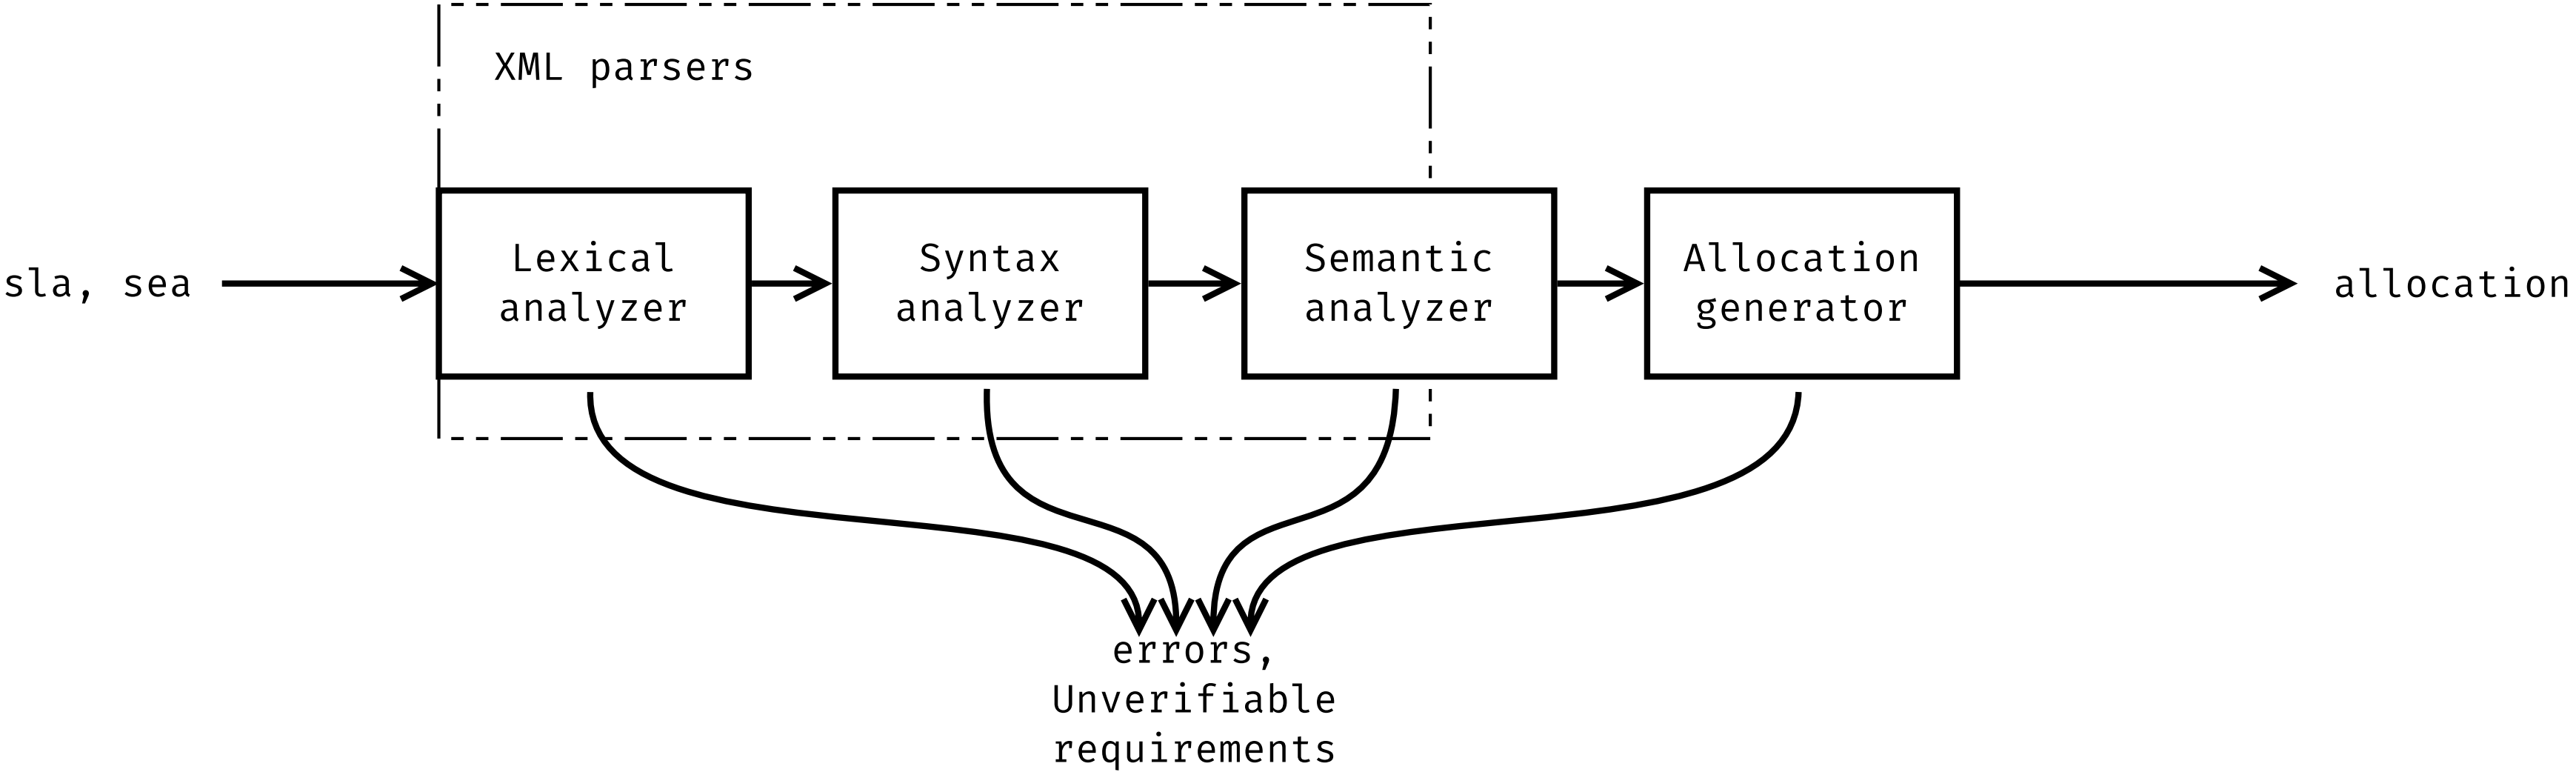 XML parsers
sla, sea
Lexical
analyzer
Syntax
analyzer
Semantic
analyzer
Allocation
generator
allocation
errors,
Unverifiable
requirements